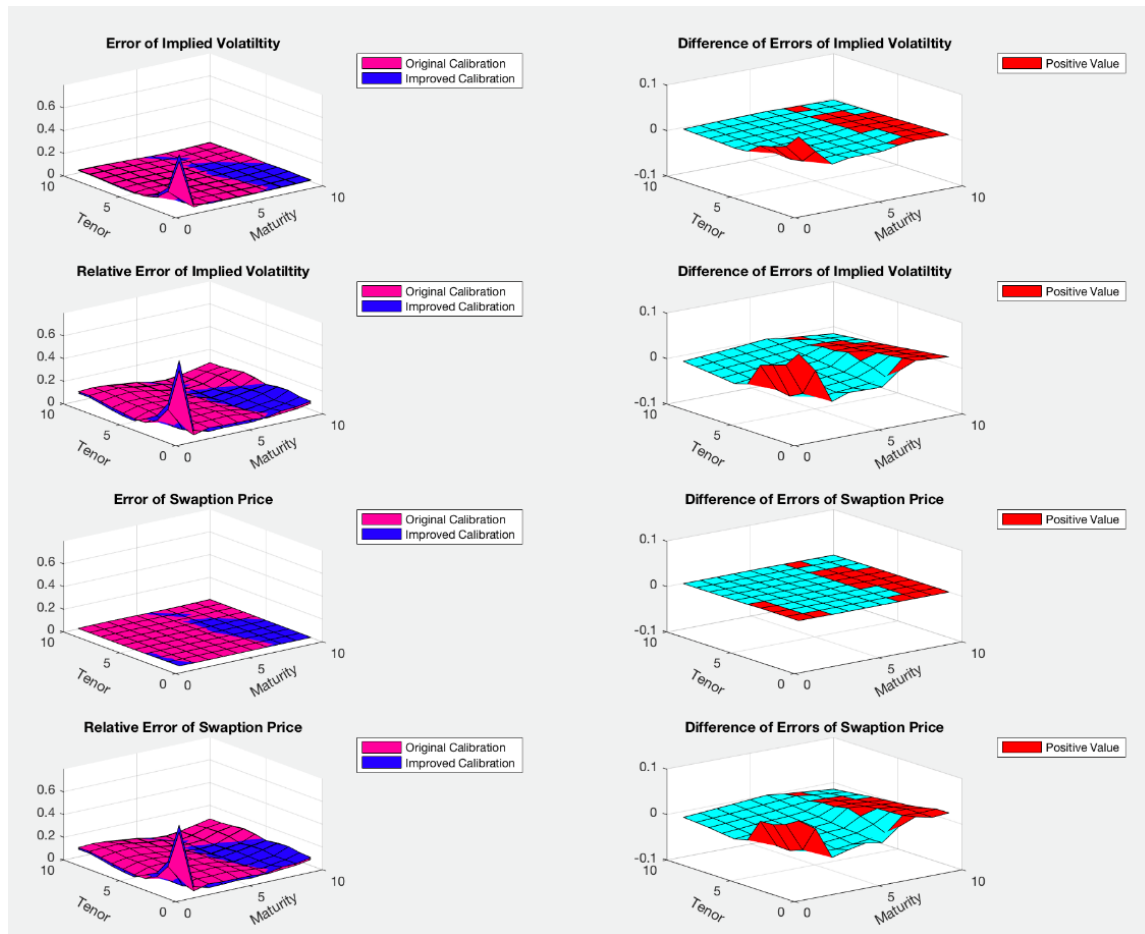 Error of Implied Volatiltity
Original Calibration
Improved Calibration
0.6
0.4
0.2
0
10
5
0
Tenor
0
5
10
Maturity
Difference of Errors of Implied Volatility
Positive Value
0.1
0
-0.1
10
5
0
Tenor
0
5
10
Maturity
Relative Error of Implied Volatiltity
Original Calibration
Improved Calibration
0.6
0.4
0.2
0
10
5
0
Tenor
0
5
10
Maturity
Difference of Errors of Implied Volatility
Positive Value
0.1
0
-0.1
10
5
0
Tenor
0
5
10
Maturity
Error of Swaption Price
Original Calibration
Improved Calibration
0.6
0.4
0.2
0
10
5
0
Tenor
0
5
10
Maturity
Difference of Errors of Swaption Price
Positive Value
0.1
0
-0.1
10
5
0
Tenor
0
5
10
Maturity
Relative Error of Swaption Price
Original Calibration
Improved Calibration
0.6
0.4
0.2
0
10
5
0
Tenor
0
5
10
Maturity
Difference of Errors of Swaption Price
Positive Value
0.1
0
-0.1
10
5
0
Tenor
0
5
10
Maturity